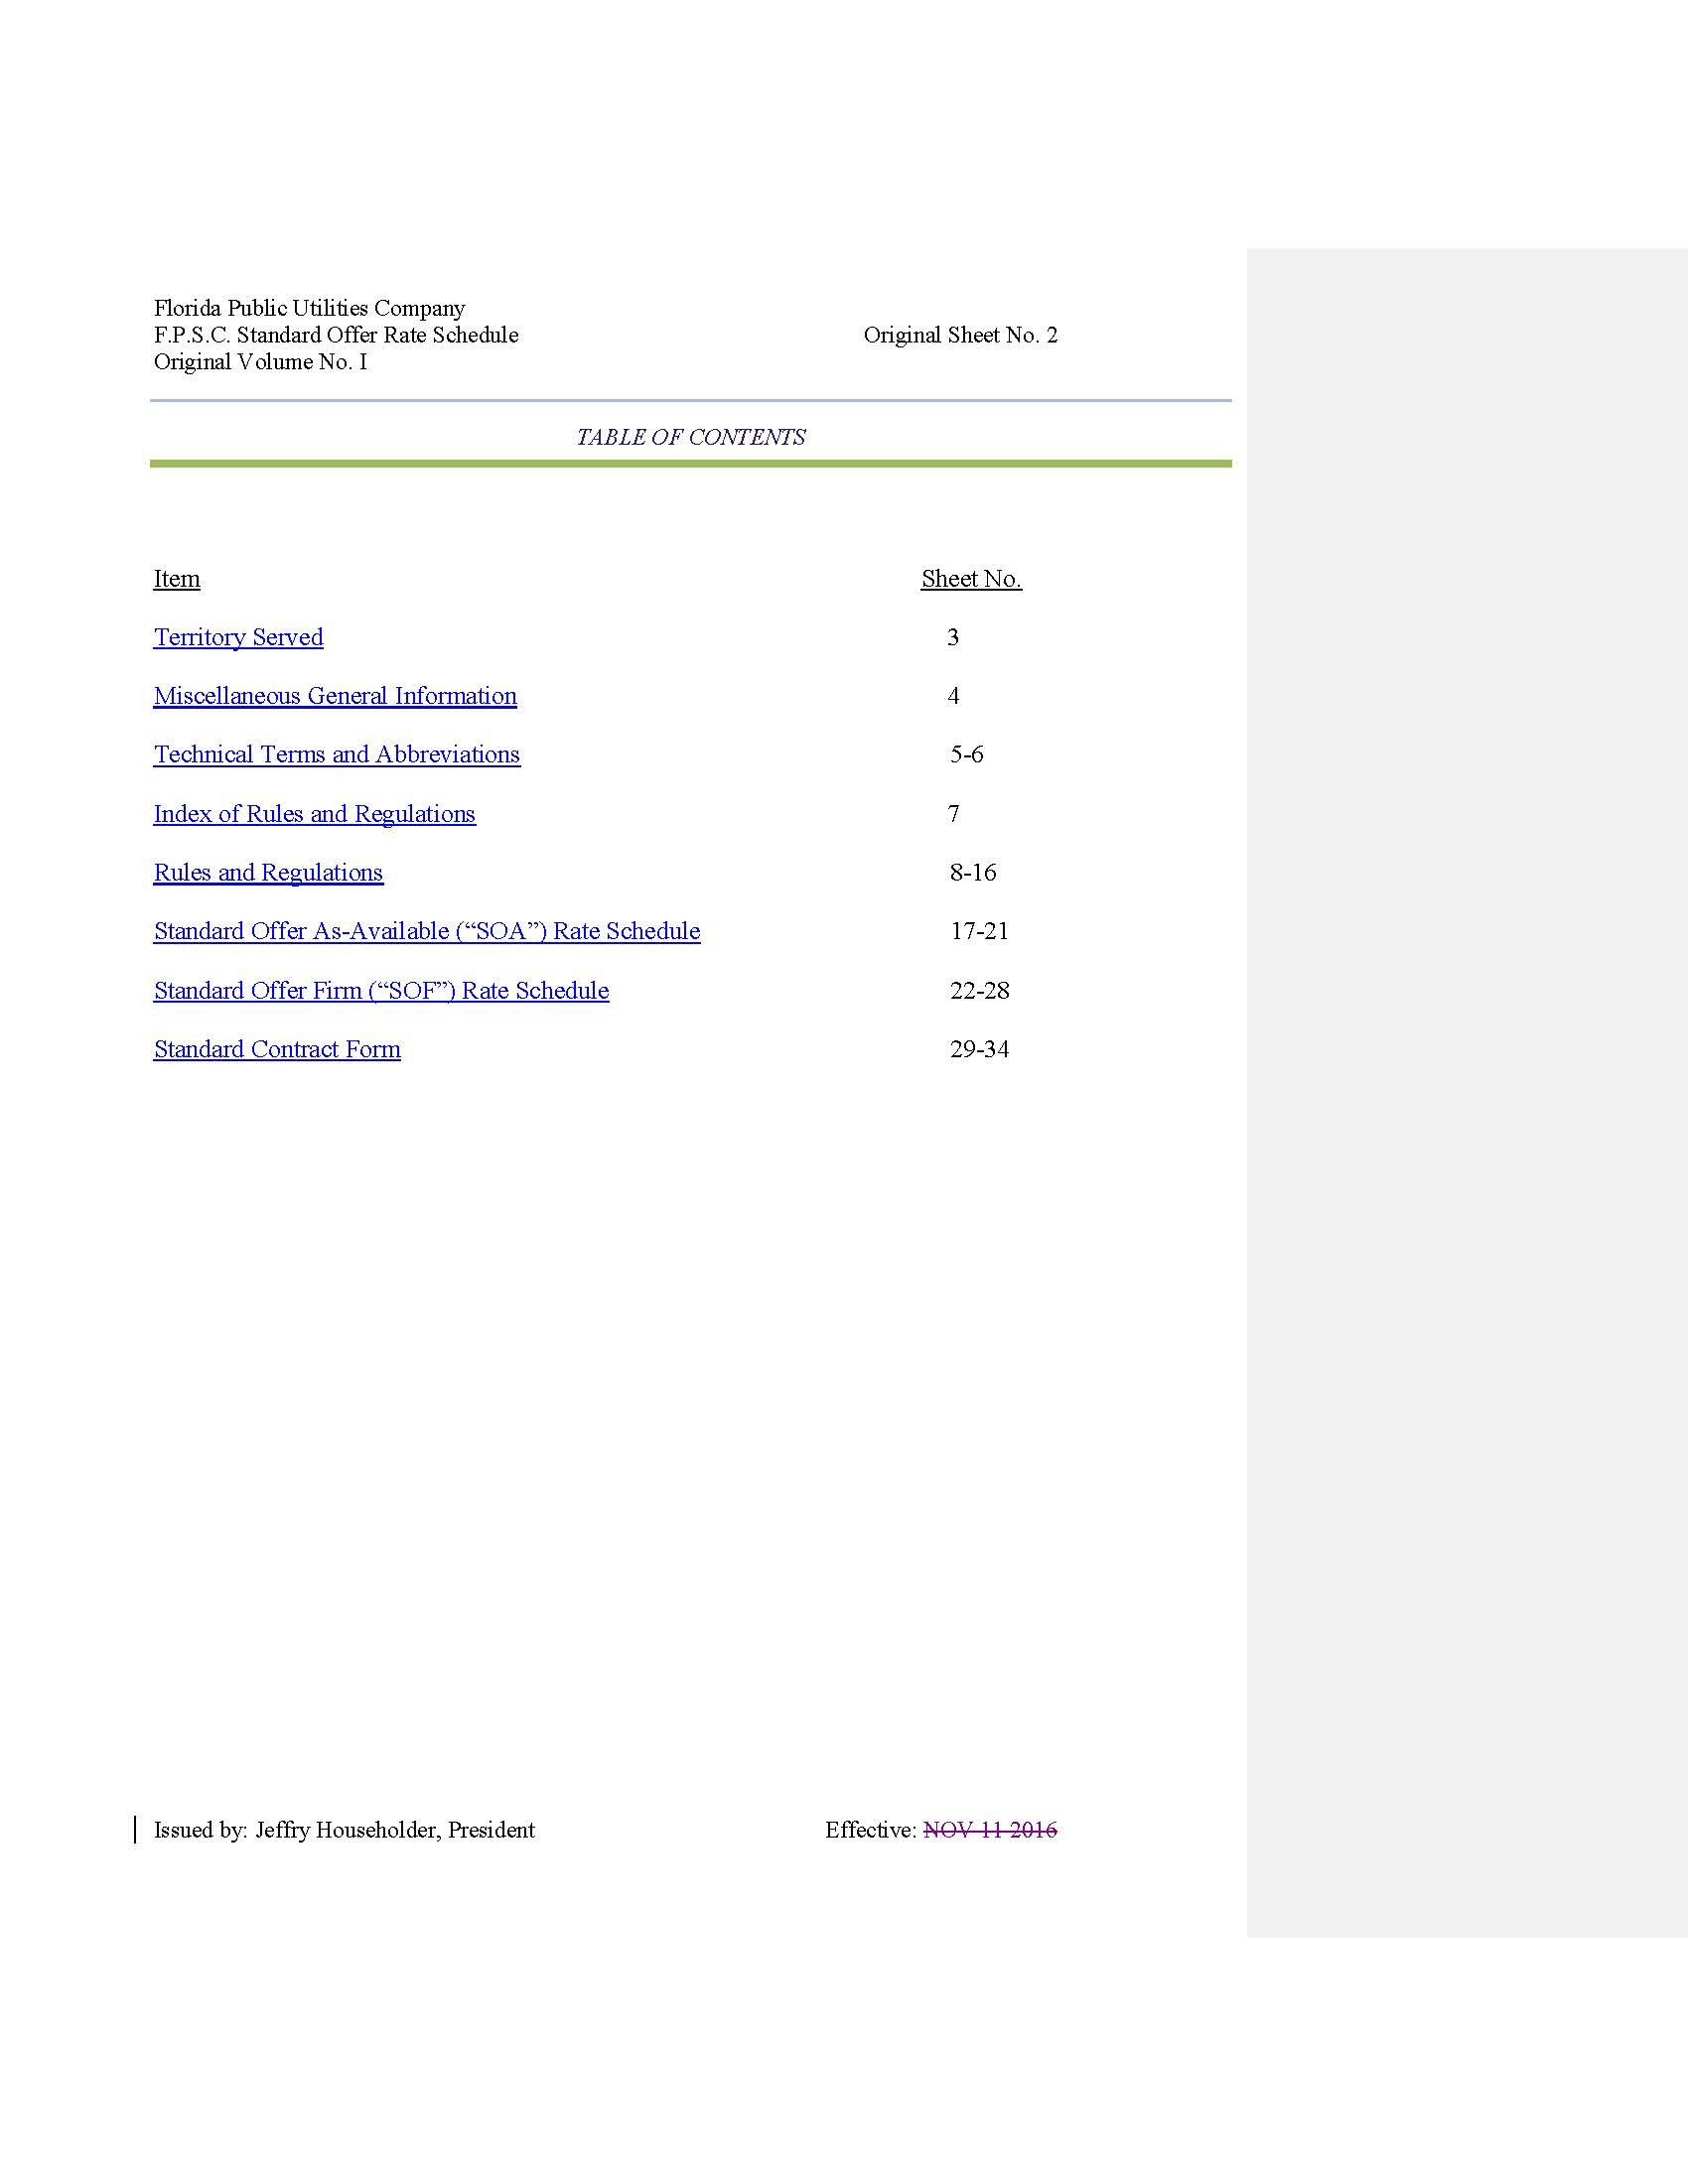 Florida Public Utilities Company
F.P.S.C. Standard Offer Rate Schedule Original Sheet No. 2
Original Volume No. I
TABLE OF CONTENTS
Item Sheet No.
Territory Served 3
Miscellaneous General Information 4
Technical Terms and Abbreviations 5-6
Index of Rules and Regulations 7
Rules and Regulations 8-16
Standard Offer As-Available (“SOA”) Rate Schedule 17-21
Standard Offer Firm (“SOF”) Rate Schedule 22-28
Standard Contract Form 29-34
Issued by: Jeffry Householder, President Effective: NOV 11 2016